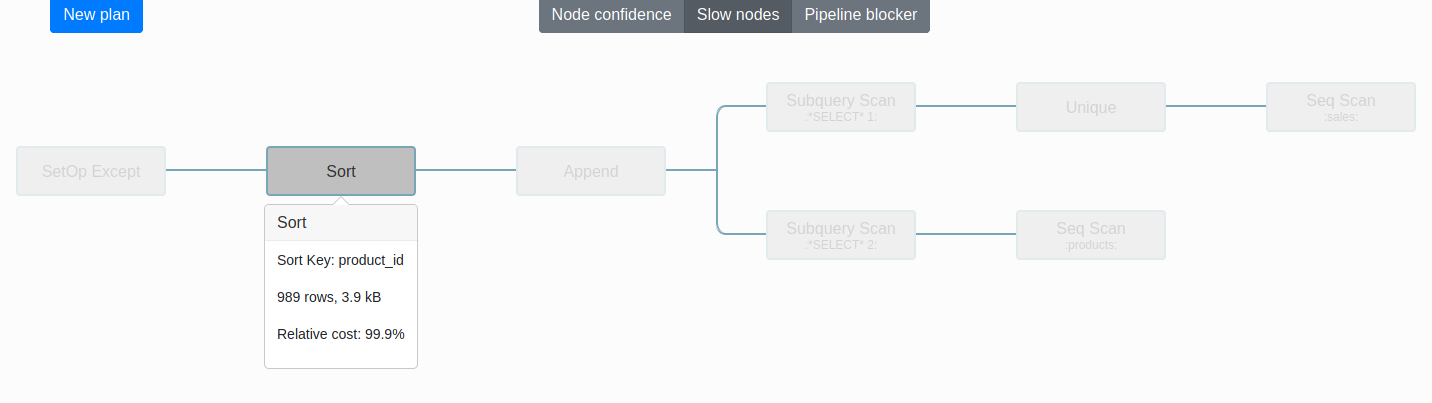 New plan
Node confidence Slow nodes Pipeline blocker
Subquery Scan
:*SELECT* 1:
Unique
Seq Scan
:sales:
SetOp Except
Sort
Append
Subquery Scan
:*SELECT* 2:
Seq Scan
:products:
Sort
Sort Key: product_id
989 rows, 3.9 kB
Relative cost: 99.9%